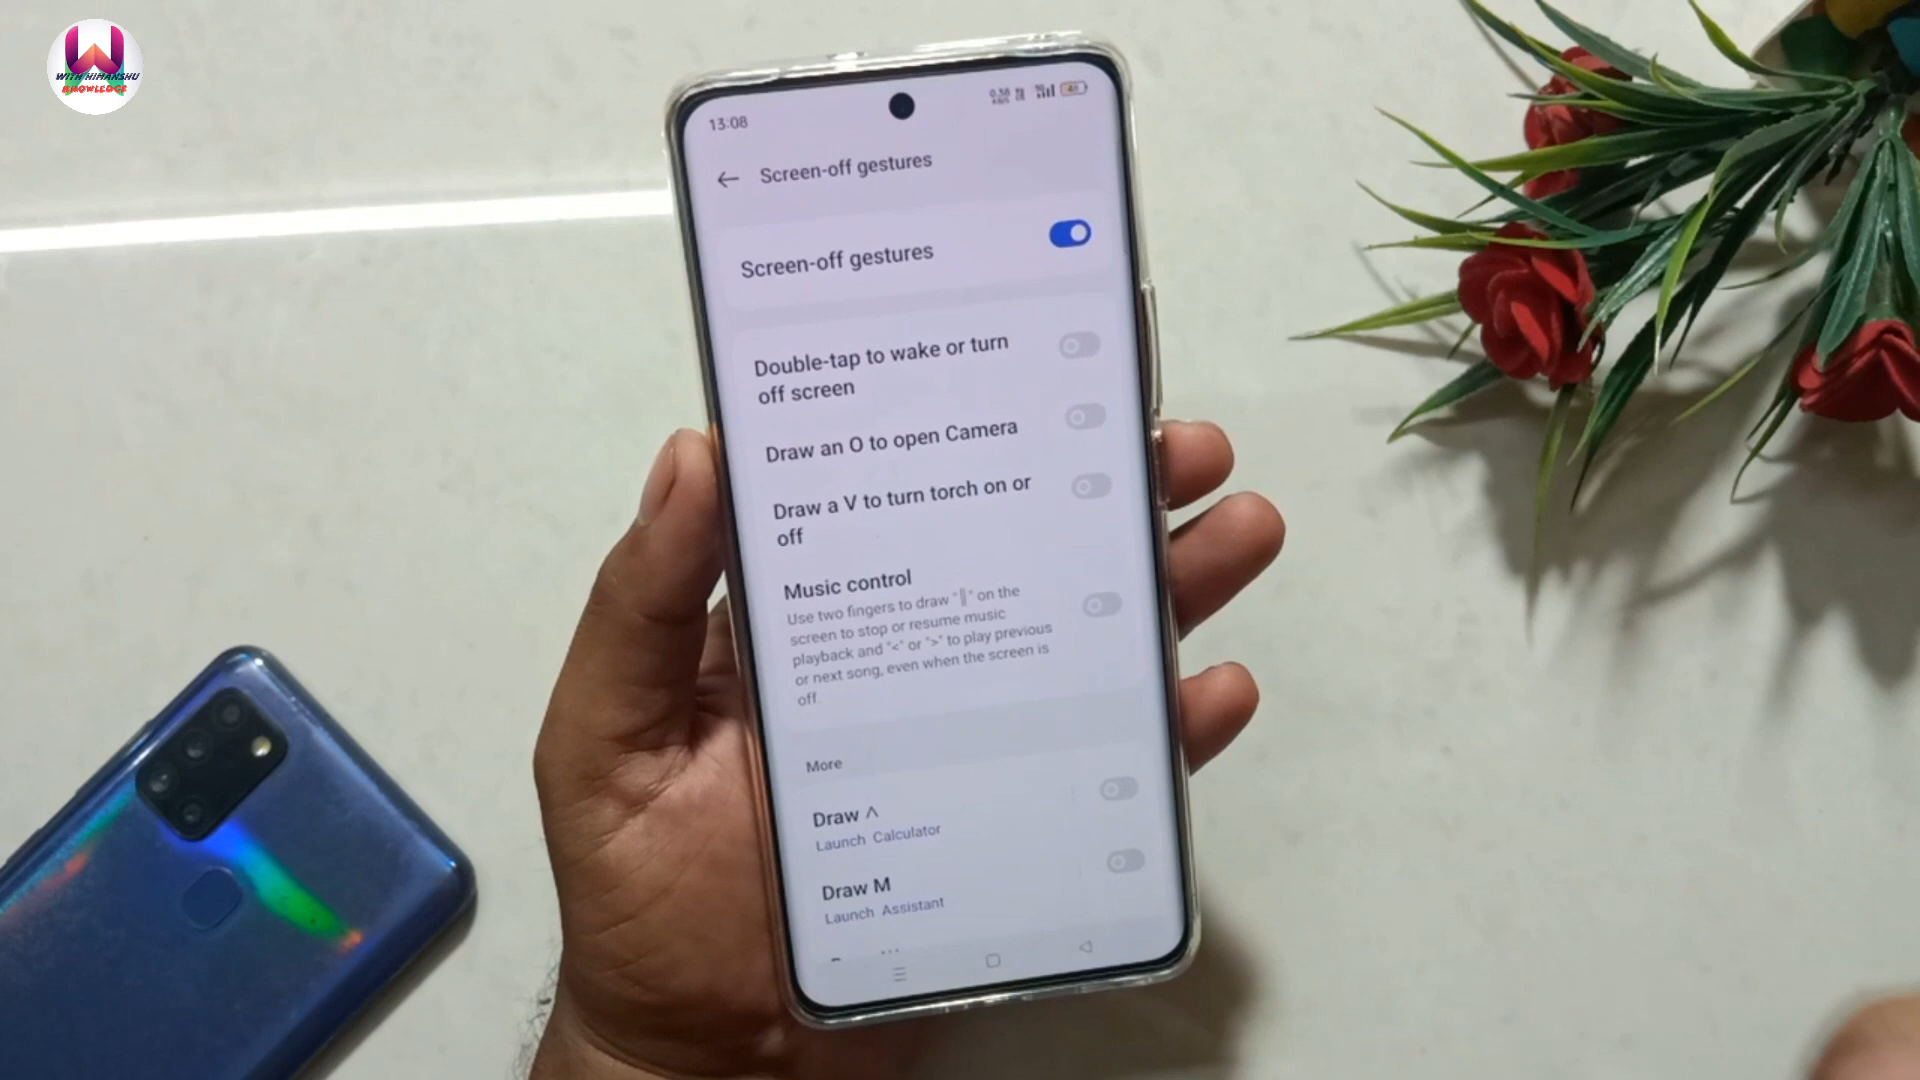 WITH HIMANSHU
KNOWLEDGE
13:08
Screen-off gestures
Screen-off gestures
Double-tap to wake or turn
off screen
Draw an O to open Camera
Draw a V to turn torch on or
off
Music control
Use two fingers to draw "||" on the
screen to stop or resume music
playback and "<" or ">" to play previous
or next song, even when the screen is
off.
More
Draw ^
Launch Calculator
Draw M
Launch Assistant